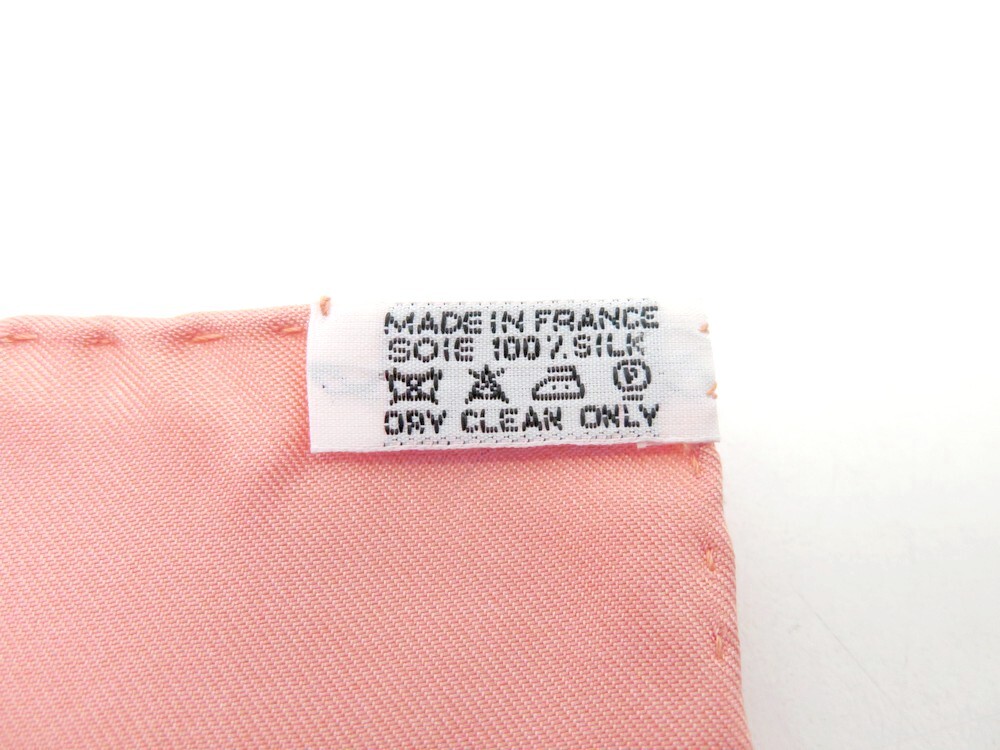 MADE IN FRANCE
SOIE 100% SILK
P
DRY CLEAN ONLY